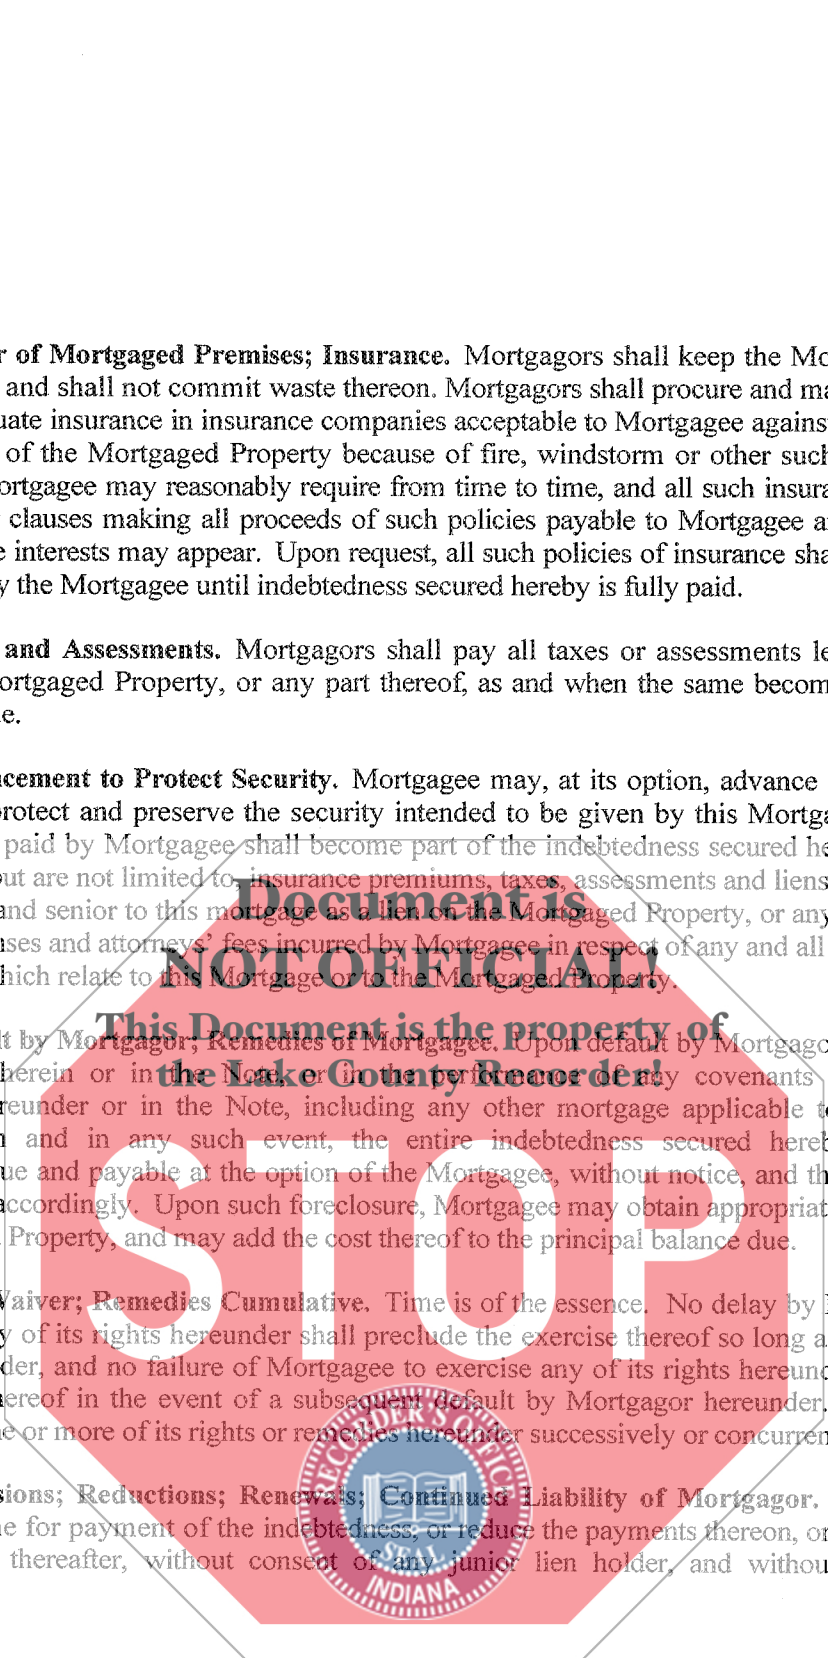 r of Mortgaged Premises; Insurance. Mortgagors shall keep the Mo
and shall not commit waste thereon. Mortgagors shall procure and ma
uate insurance in insurance companies acceptable to Mortgagee agains
of the Mortgaged Property because of fire, windstorm or other such
ortgagee may reasonably require from time to time, and all such insura
clauses making all proceeds of such policies payable to Mortgagee a
e interests may appear. Upon request, all such policies of insurance sha
y the Mortgagee until indebtedness secured hereby is fully paid.
and Assessments. Mortgagors shall pay all taxes or assessments le
ortgaged Property, or any part thereof, as and when the same becom
e.
cement to Protect Security. Mortgagee may, at its option, advance
rotect and preserve the security intended to be given by this Mortga
paid by Mortgagee shall become part of the indebtedness secured he
ut are not limited to, insurance premiums, taxes, assessments and liens
and senior to this mortgage as a lien on the Mortgaged Property, or any
ses and attorneys' fees incurred by Mortgagee in respect of any and all
hich relate to this Mortgage or to the Mortgaged Property.
Document is
NOT OFFICIAL!
This Document is the property of
the Lake County Recorder!
lt by Mortgagor; Remedies of Mortgagee. Upon default by Mortgago
herein or in the Note, or in the performance of any covenants
reunder or in the Note, including any other mortgage applicable t
n and in any such event, the entire indebtedness secured hereb
ue and payable at the option of the Mortgagee, without notice, and th
accordingly. Upon such foreclosure, Mortgagee may obtain appropriat
Property, and may add the cost thereof to the principal balance due.
STOP
Vaiver; Remedies Cumulative. Time is of the essence. No delay by
y of its rights hereunder shall preclude the exercise thereof so long a
der, and no failure of Mortgagee to exercise any of its rights hereund
hereof in the event of a subsequent default by Mortgagor hereunder.
e or more of its rights or remedies hereunder successively or concurren
sions; Reductions; Renewals; Continued Liability of Mortgagor.
e for payment of the indebtedness, or reduce the payments thereon, or
thereafter, without consent of any junior lien holder, and withou
RECORDER'S OFFICE
SEAL
INDIANA